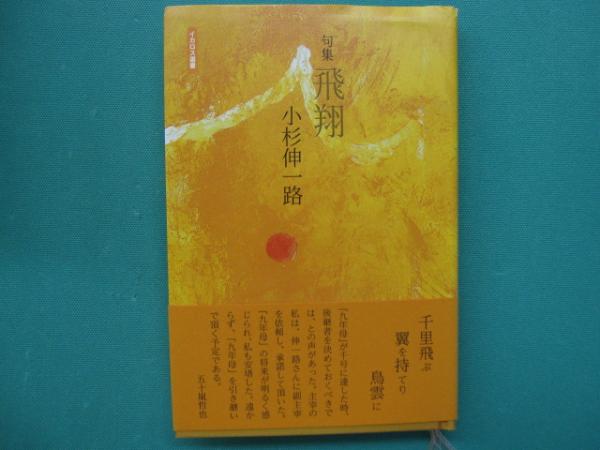 イカロス選書
句集
飛翔
小杉伸一路
千里飛ぶ
翼を持てり
鳥雲に
「九年母」が千号に達した時、
後継者を決めておくべきで
は、との声があった。主宰の
私は、伸一路さんに副主宰
を依頼し、承諾して頂いた。
「九年母」の将来が明るく感
じられ、私も安堵した。遠か
らず、「九年母」を引き継い
で頂く予定である。
五十嵐哲也